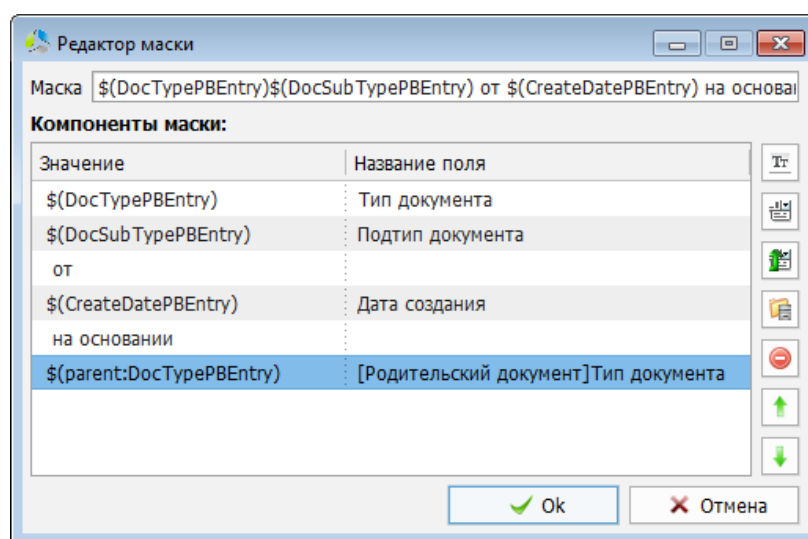 Редактор маски
Маска $(DocTypePBEntry)$(DocSubTypePBEntry) от $(CreateDatePBEntry) на основа
Компоненты маски:
Значение Название поля
$(DocTypePBEntry) Тип документа
$(DocSubTypePBEntry) Подтип документа
от
$(CreateDatePBEntry) Дата создания
на основании
$(parent:DocTypePBEntry) [Родительский документ]Тип документа
Ok Отмена